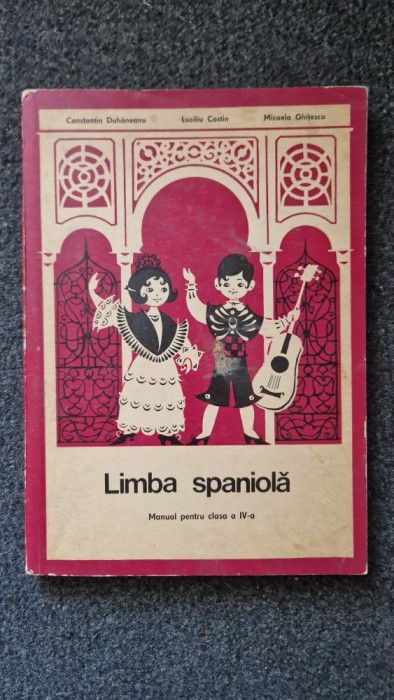 Constantin Duhăneanu Luciliu Costin Micaela Ghițescu
Limba spaniolă
Manual pentru clasa a IV-a